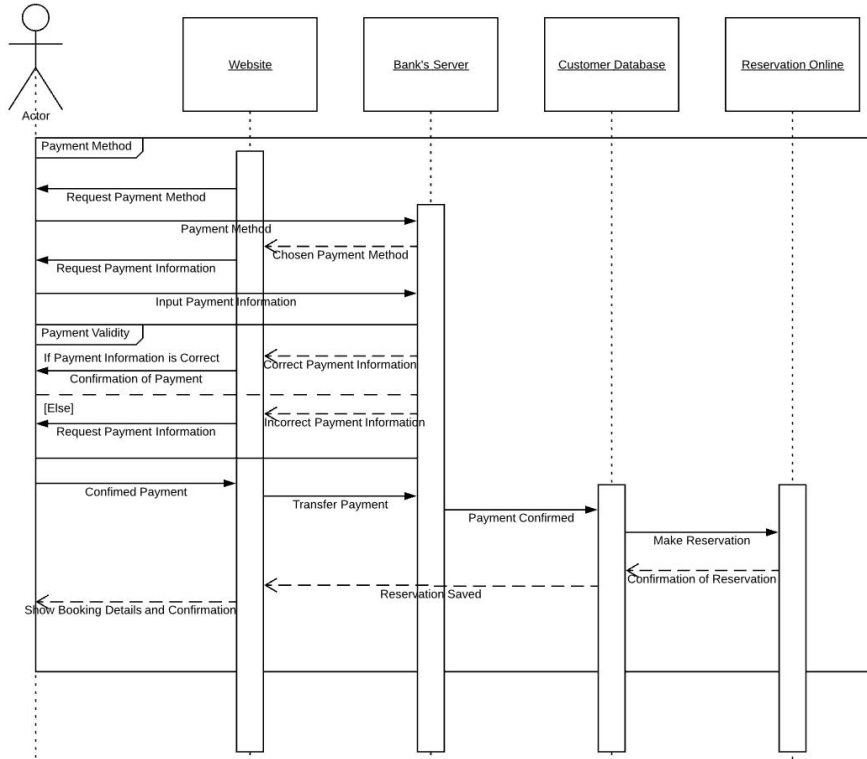 Website
Bank's Server
Customer Database
Reservation Online
Actor
Payment Method
Request Payment Method
Payment Method
Chosen Payment Method
Request Payment Information
Input Payment Information
Payment Validity
If Payment Information is Correct
Correct Payment Information
Confirmation of Payment
[Else]
Incorrect Payment Information
Request Payment Information
Confimed Payment
Transfer Payment
Payment Confirmed
Make Reservation
Confirmation of Reservation
Reservation Saved
Show Booking Details and Confirmation